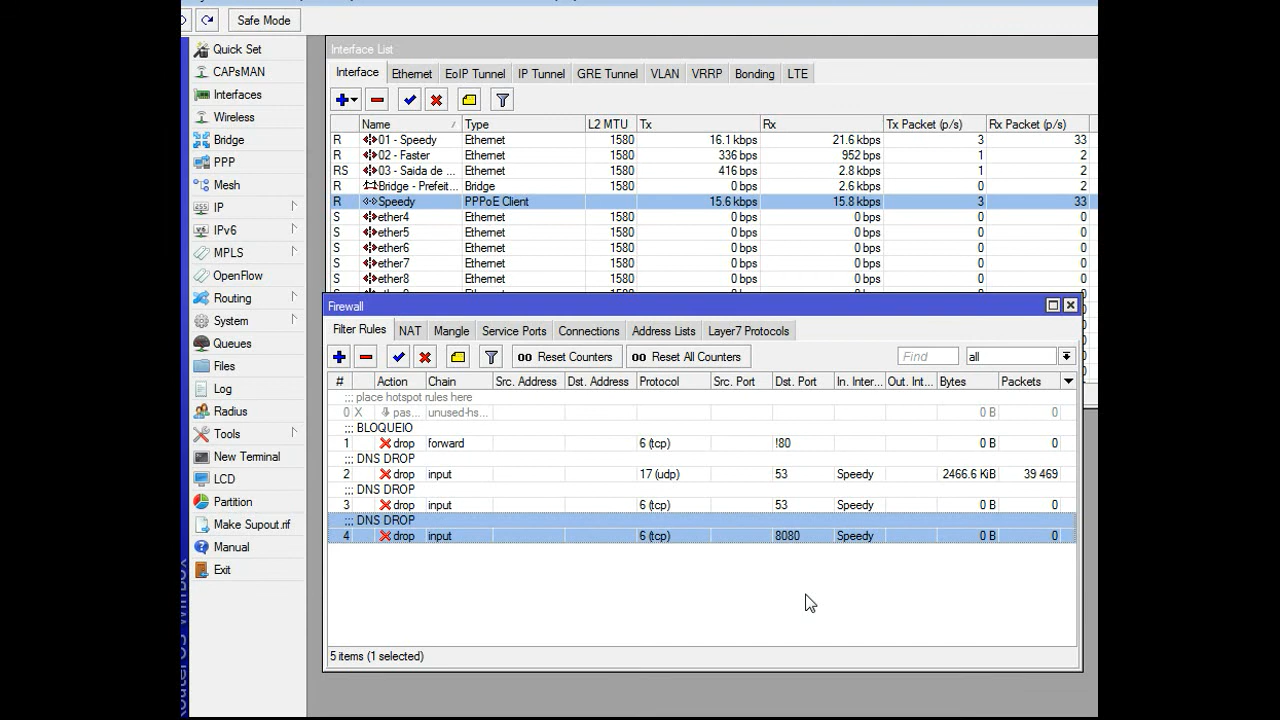 Safe Mode
Quick Set
CAPsMAN
Interfaces
Wireless
Bridge
PPP
Mesh
IP
IPv6
MPLS
OpenFlow
Routing
System
Queues
Files
Log
Radius
Tools
New Terminal
LCD
Partition
Make Supout.rif
Manual
Exit
RouterOS WinBox
Interface List
Interface Ethernet EoIP Tunnel IP Tunnel GRE Tunnel VLAN VRRP Bonding LTE
Name / Type L2 MTU Tx Rx Tx Packet (p/s) Rx Packet (p/s)
R 01 - Speedy Ethernet 1580 16.1 kbps 21.6 kbps 3 33
R 02 - Faster Ethernet 1580 336 bps 952 bps 1 2
RS 03 - Saida de ... Ethernet 1580 416 bps 2.8 kbps 1 2
R Bridge - Prefeit... Bridge 1580 0 bps 2.6 kbps 0 2
R Speedy PPPoE Client 15.6 kbps 15.8 kbps 3 33
S ether4 Ethernet 1580 0 bps 0 bps 0 0
S ether5 Ethernet 1580 0 bps 0 bps 0 0
S ether6 Ethernet 1580 0 bps 0 bps 0 0
S ether7 Ethernet 1580 0 bps 0 bps 0 0
S ether8 Ethernet 1580 0 bps 0 bps 0 0
Firewall
Filter Rules NAT Mangle Service Ports Connections Address Lists Layer7 Protocols
oo Reset Counters oo Reset All Counters Find all
# Action Chain Src. Address Dst. Address Protocol Src. Port Dst. Port In. Inter... Out. Int... Bytes Packets
::: place hotspot rules here
0 X pas... unused-hs... 0 B 0
::: BLOQUEIO
1 drop forward 6 (tcp) !80 0 B 0
::: DNS DROP
2 drop input 17 (udp) 53 Speedy 2466.6 KiB 39 469
::: DNS DROP
3 drop input 6 (tcp) 53 Speedy 0 B 0
::: DNS DROP
4 drop input 6 (tcp) 8080 Speedy 0 B 0
5 items (1 selected)